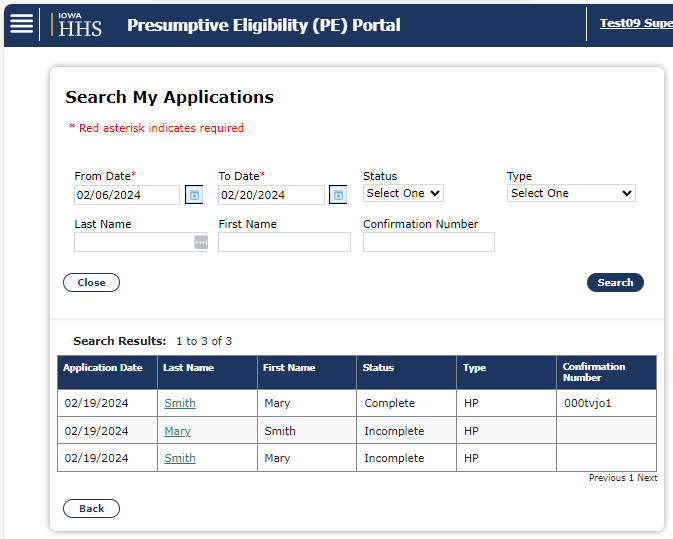 IOWA
HHS
Presumptive Eligibility (PE) Portal
Test09 Supe
Search My Applications
* Red asterisk indicates required
From Date* To Date* Status Type
02/06/2024 02/20/2024 Select One Select One
Last Name First Name Confirmation Number
Close Search
Search Results: 1 to 3 of 3
Application Date Last Name First Name Status Type Confirmation
Number
02/19/2024 Smith Mary Complete HP 000tvjo1
02/19/2024 Mary Smith Incomplete HP
02/19/2024 Smith Mary Incomplete HP
Previous 1 Next
Back